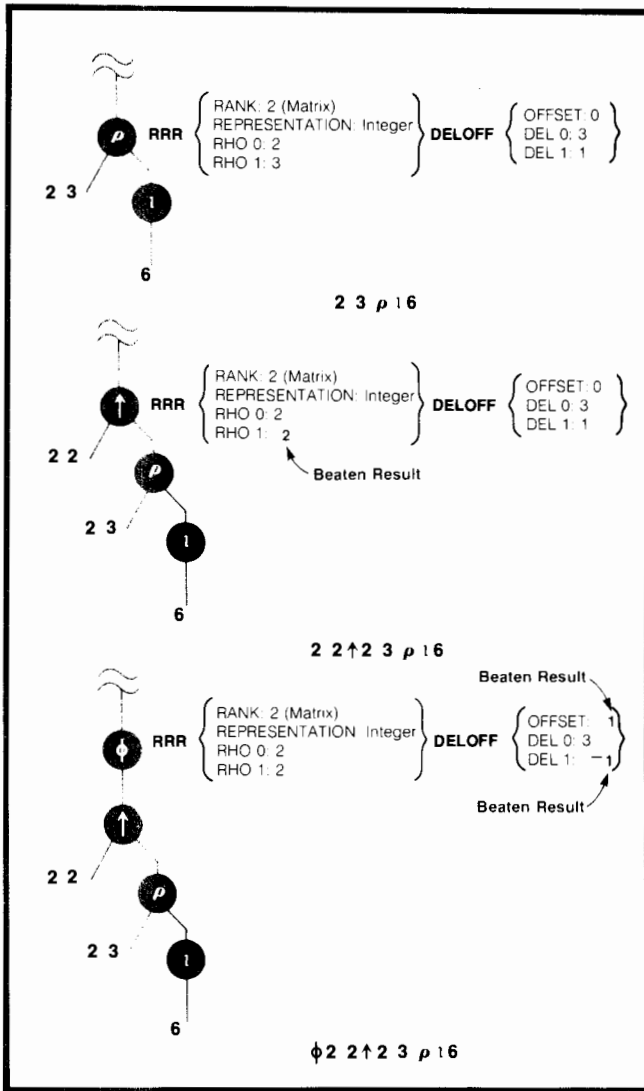 ρ RRR RANK: 2 (Matrix) DELOFF OFFSET: 0
REPRESENTATION: Integer DEL 0: 3
RHO 0: 2 DEL 1: 1
RHO 1: 3
2 3
ι
6
2 3 ρ ι 6
↑ RRR RANK: 2 (Matrix) DELOFF OFFSET: 0
REPRESENTATION: Integer DEL 0: 3
RHO 0: 2 DEL 1: 1
RHO 1: 2
2 2
Beaten Result
ρ
2 3
ι
6
2 2↑2 3 ρ ι 6
Beaten Result
⌽ RRR RANK: 2 (Matrix) DELOFF OFFSET: 1
REPRESENTATION Integer DEL 0: 3
RHO 0: 2 DEL 1: ¯1
RHO 1: 2
Beaten Result
↑
2 2
ρ
2 3
ι
6
⌽2 2↑2 3 ρ ι 6